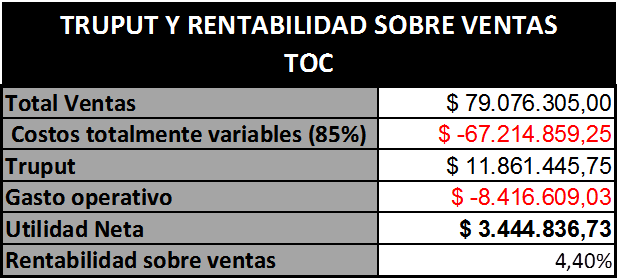 TRUPUT Y RENTABILIDAD SOBRE VENTAS
TOC
Total Ventas $ 79.076.305,00
Costos totalmente variables (85%) $ -67.214.859,25
Truput $ 11.861.445,75
Gasto operativo $ -8.416.609,03
Utilidad Neta $ 3.444.836,73
Rentabilidad sobre ventas 4,40%